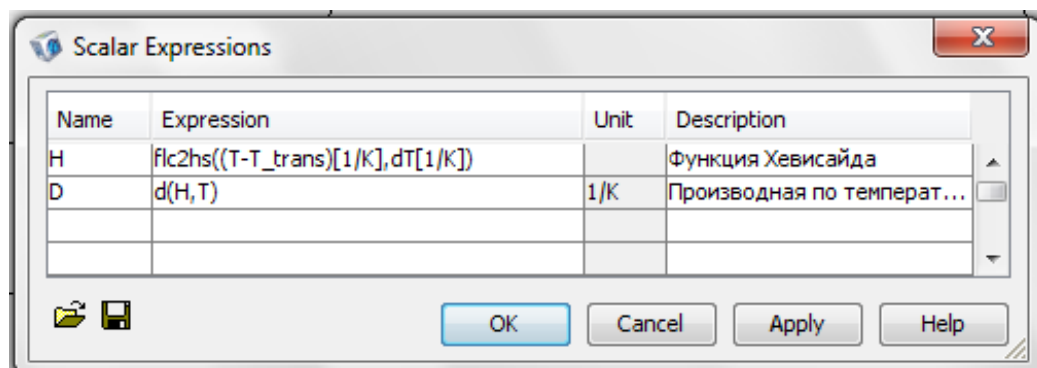 Scalar Expressions
Name Expression Unit Description
H flc2hs((T-T_trans)[1/K],dT[1/K]) Функция Хевисайда
D d(H,T) 1/K Производная по температ...
OK Cancel Apply Help